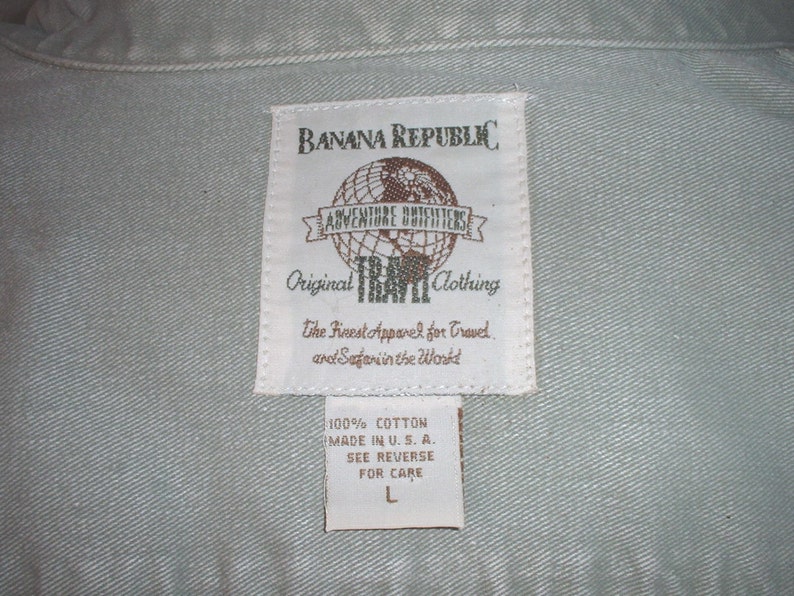 BANANA REPUBLIC
ADVENTURE OUTFITTERS
Original TRAVEL Clothing
The Finest Apparel for Travel
and Safari in the World
100% COTTON
MADE IN U.S.A.
SEE REVERSE
FOR CARE
L